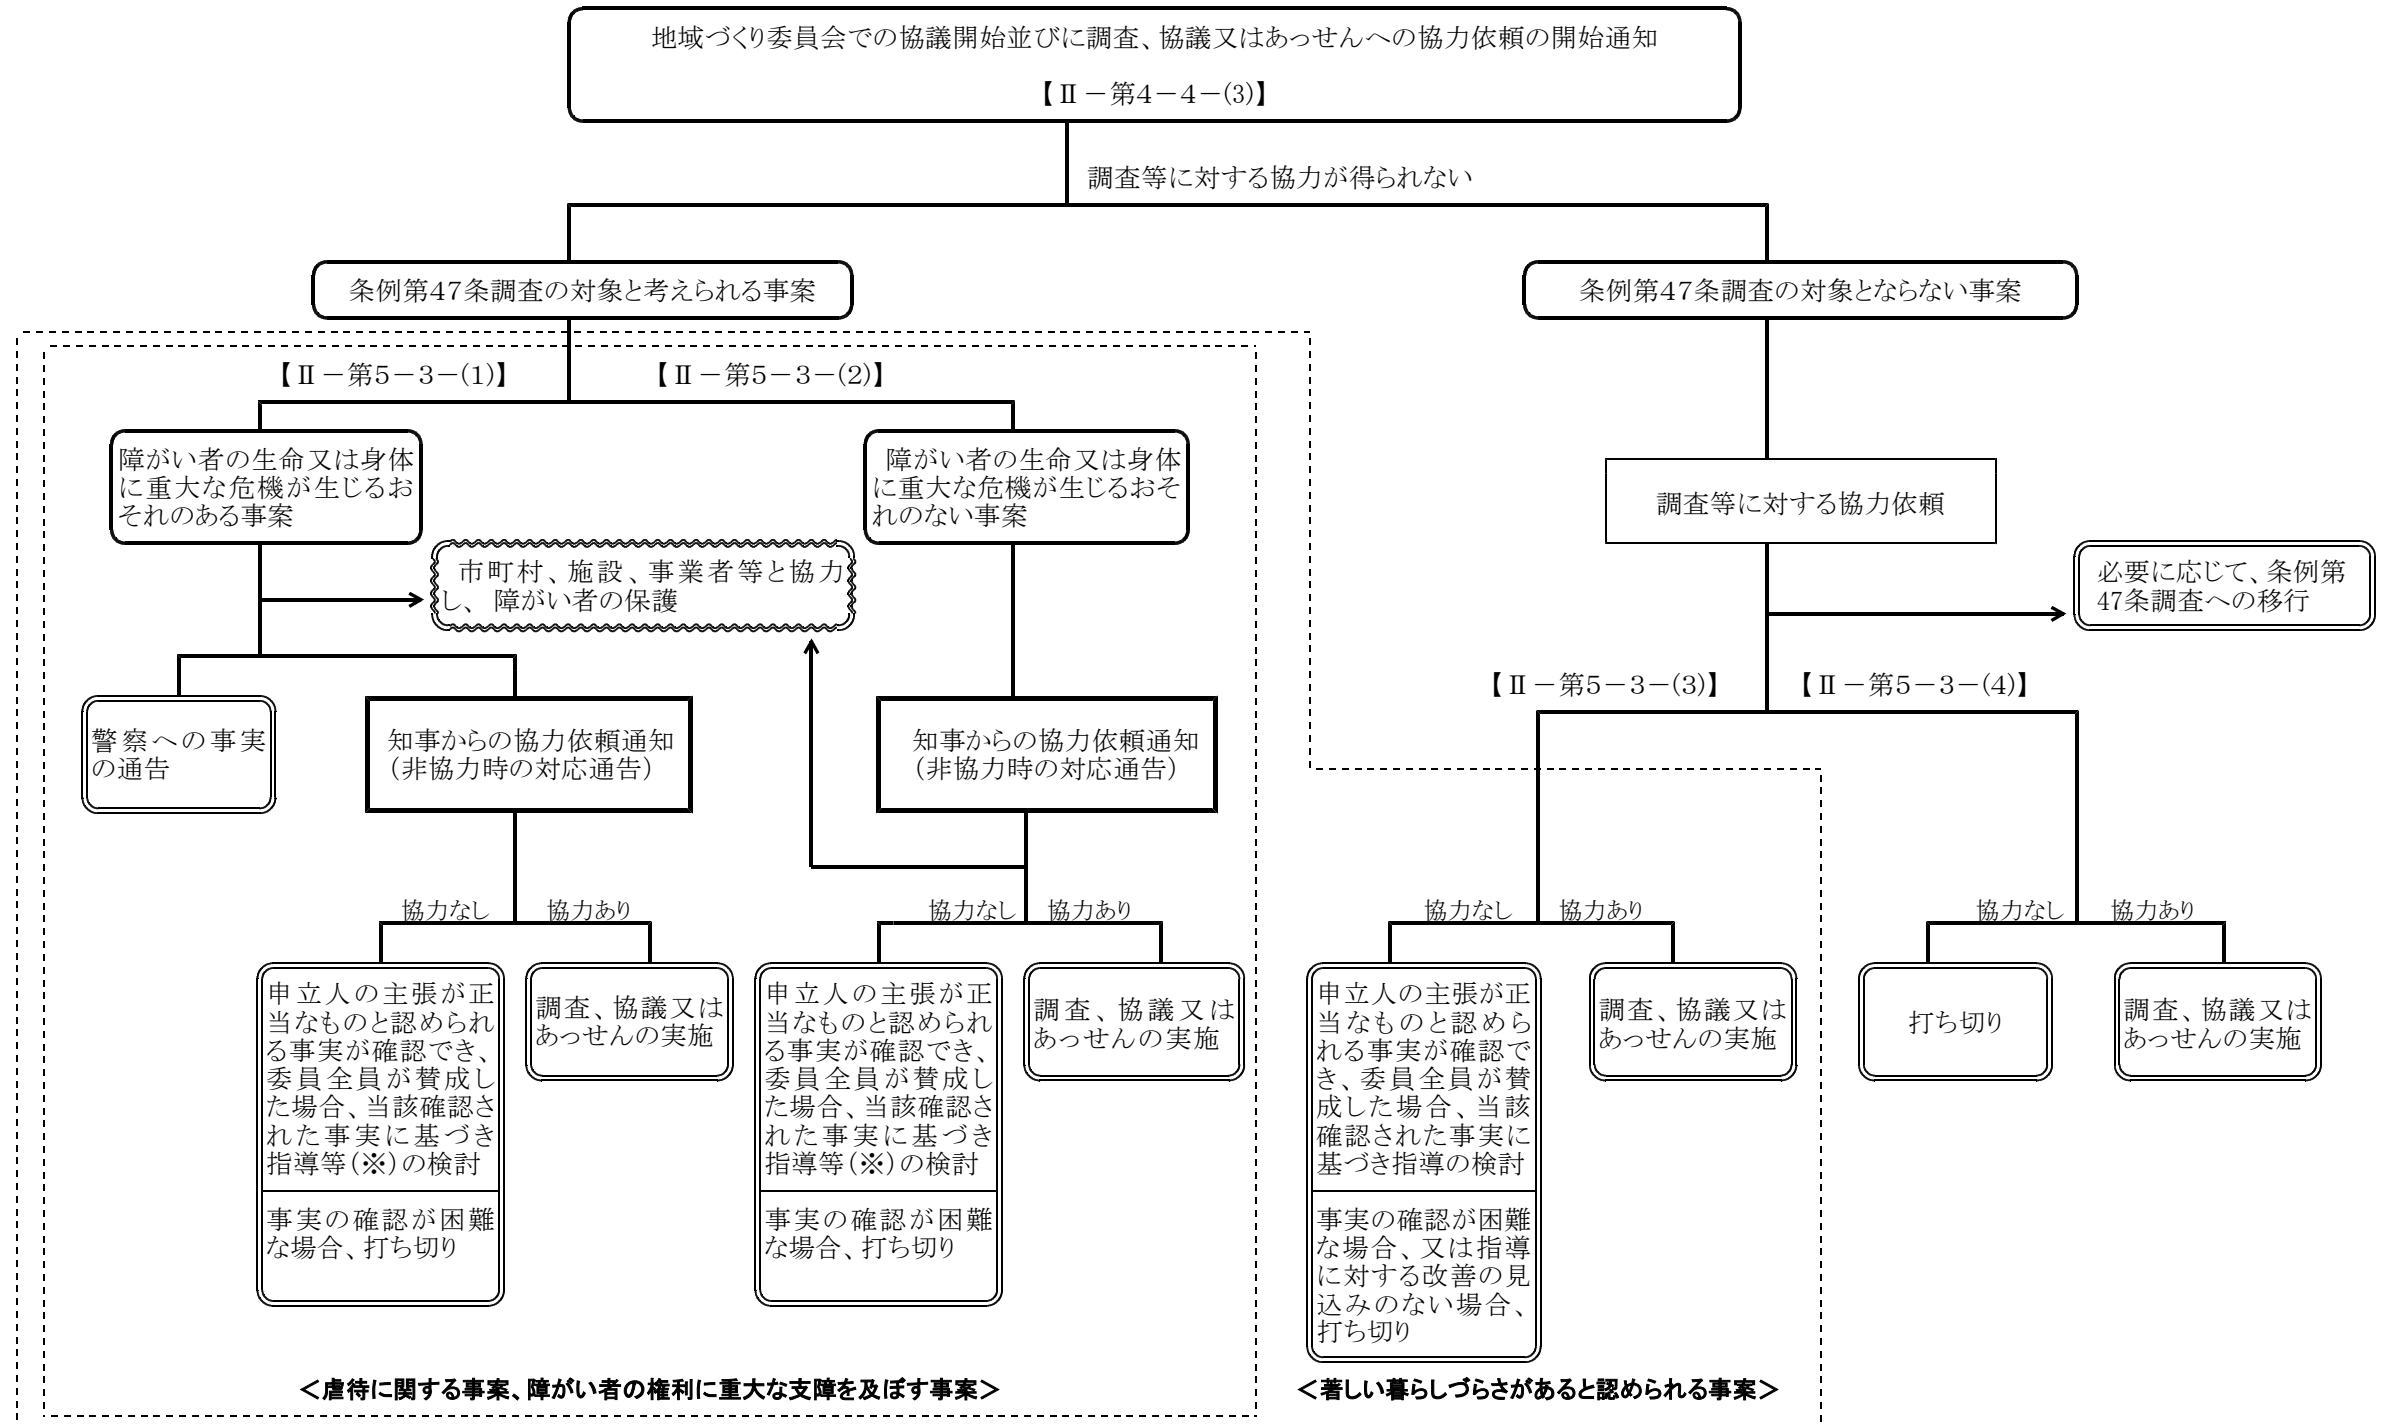 地域づくり委員会での協議開始並びに調査、協議又はあっせんへの協力依頼の開始通知
【Ⅱ－第4－4－(3)】
調査等に対する協力が得られない
条例第47条調査の対象と考えられる事案
条例第47条調査の対象とならない事案
【Ⅱ－第5－3－(1)】
【Ⅱ－第5－3－(2)】
障がい者の生命又は身体
に重大な危機が生じるお
それのある事案
障がい者の生命又は身体
に重大な危機が生じるおそ
れのない事案
調査等に対する協力依頼
市町村、施設、事業者等と協力
し、障がい者の保護
必要に応じて、条例第
47条調査への移行
【Ⅱ－第5－3－(3)】
【Ⅱ－第5－3－(4)】
警察への事実
の通告
知事からの協力依頼通知
（非協力時の対応通告）
知事からの協力依頼通知
（非協力時の対応通告）
協力なし
協力あり
協力なし
協力あり
協力なし
協力あり
協力なし
協力あり
申立人の主張が正
当なものと認められ
る事実が確認でき、
委員全員が賛成し
た場合、当該確認さ
れた事実に基づき
指導等（※）の検討
事実の確認が困難
な場合、打ち切り
調査、協議又は
あっせんの実施
申立人の主張が正
当なものと認められ
る事実が確認でき、
委員全員が賛成し
た場合、当該確認さ
れた事実に基づき
指導等（※）の検討
事実の確認が困難
な場合、打ち切り
調査、協議又は
あっせんの実施
申立人の主張が正
当なものと認めら
れる事実が確認で
き、委員全員が賛
成した場合、当該
確認された事実に
基づき指導の検討
事実の確認が困難
な場合、又は指導
に対する改善の見
込みのない場合、
打ち切り
調査、協議又は
あっせんの実施
打ち切り
調査、協議又は
あっせんの実施
＜虐待に関する事案、障がい者の権利に重大な支障を及ぼす事案＞
＜著しい暮らしづらさがあると認められる事案＞